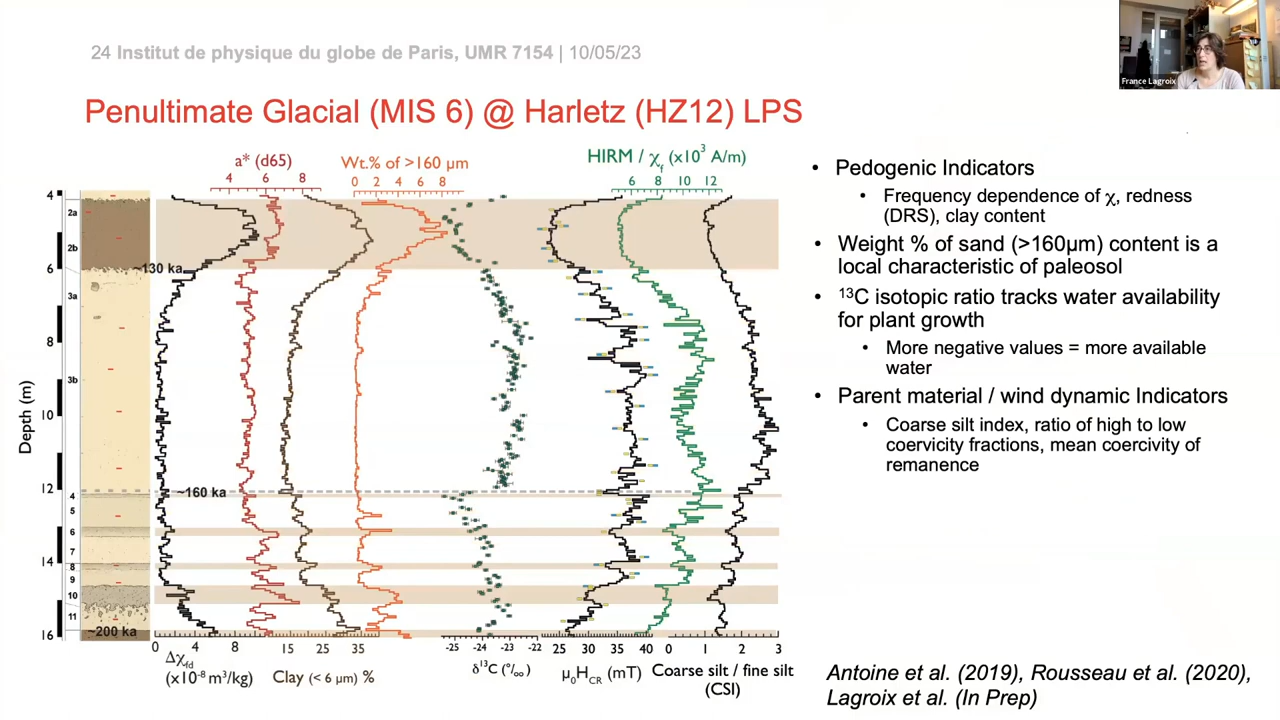 24 Institut de physique du globe de Paris, UMR 7154 | 10/05/23
France Lagroix
Penultimate Glacial (MIS 6) @ Harletz (HZ12) LPS
a* (d65)
4 6 8
Wt.% of >160 µm
0 2 4 6 8
HIRM / χf (x10³ A/m)
6 8 10 12
Depth (m)
4
6
8
10
12
14
16
2a
2b
3a
3b
4
5
6
7
8
9
10
11
~130 ka
~160 ka
~200 ka
0 4 8
Δχfd
(x10⁻⁸ m³/kg)
15 25 35
Clay (< 6 µm) %
-25 -24 -23 -22
δ¹³C (°/oo)
25 30 35 40
µ₀HCR (mT)
0 1 2 3
Coarse silt / fine silt
(CSI)
• Pedogenic Indicators
• Frequency dependence of χ, redness
(DRS), clay content
• Weight % of sand (>160µm) content is a
local characteristic of paleosol
• ¹³C isotopic ratio tracks water availability
for plant growth
• More negative values = more available
water
• Parent material / wind dynamic Indicators
• Coarse silt index, ratio of high to low
coervicity fractions, mean coercivity of
remanence
Antoine et al. (2019), Rousseau et al. (2020),
Lagroix et al. (In Prep)